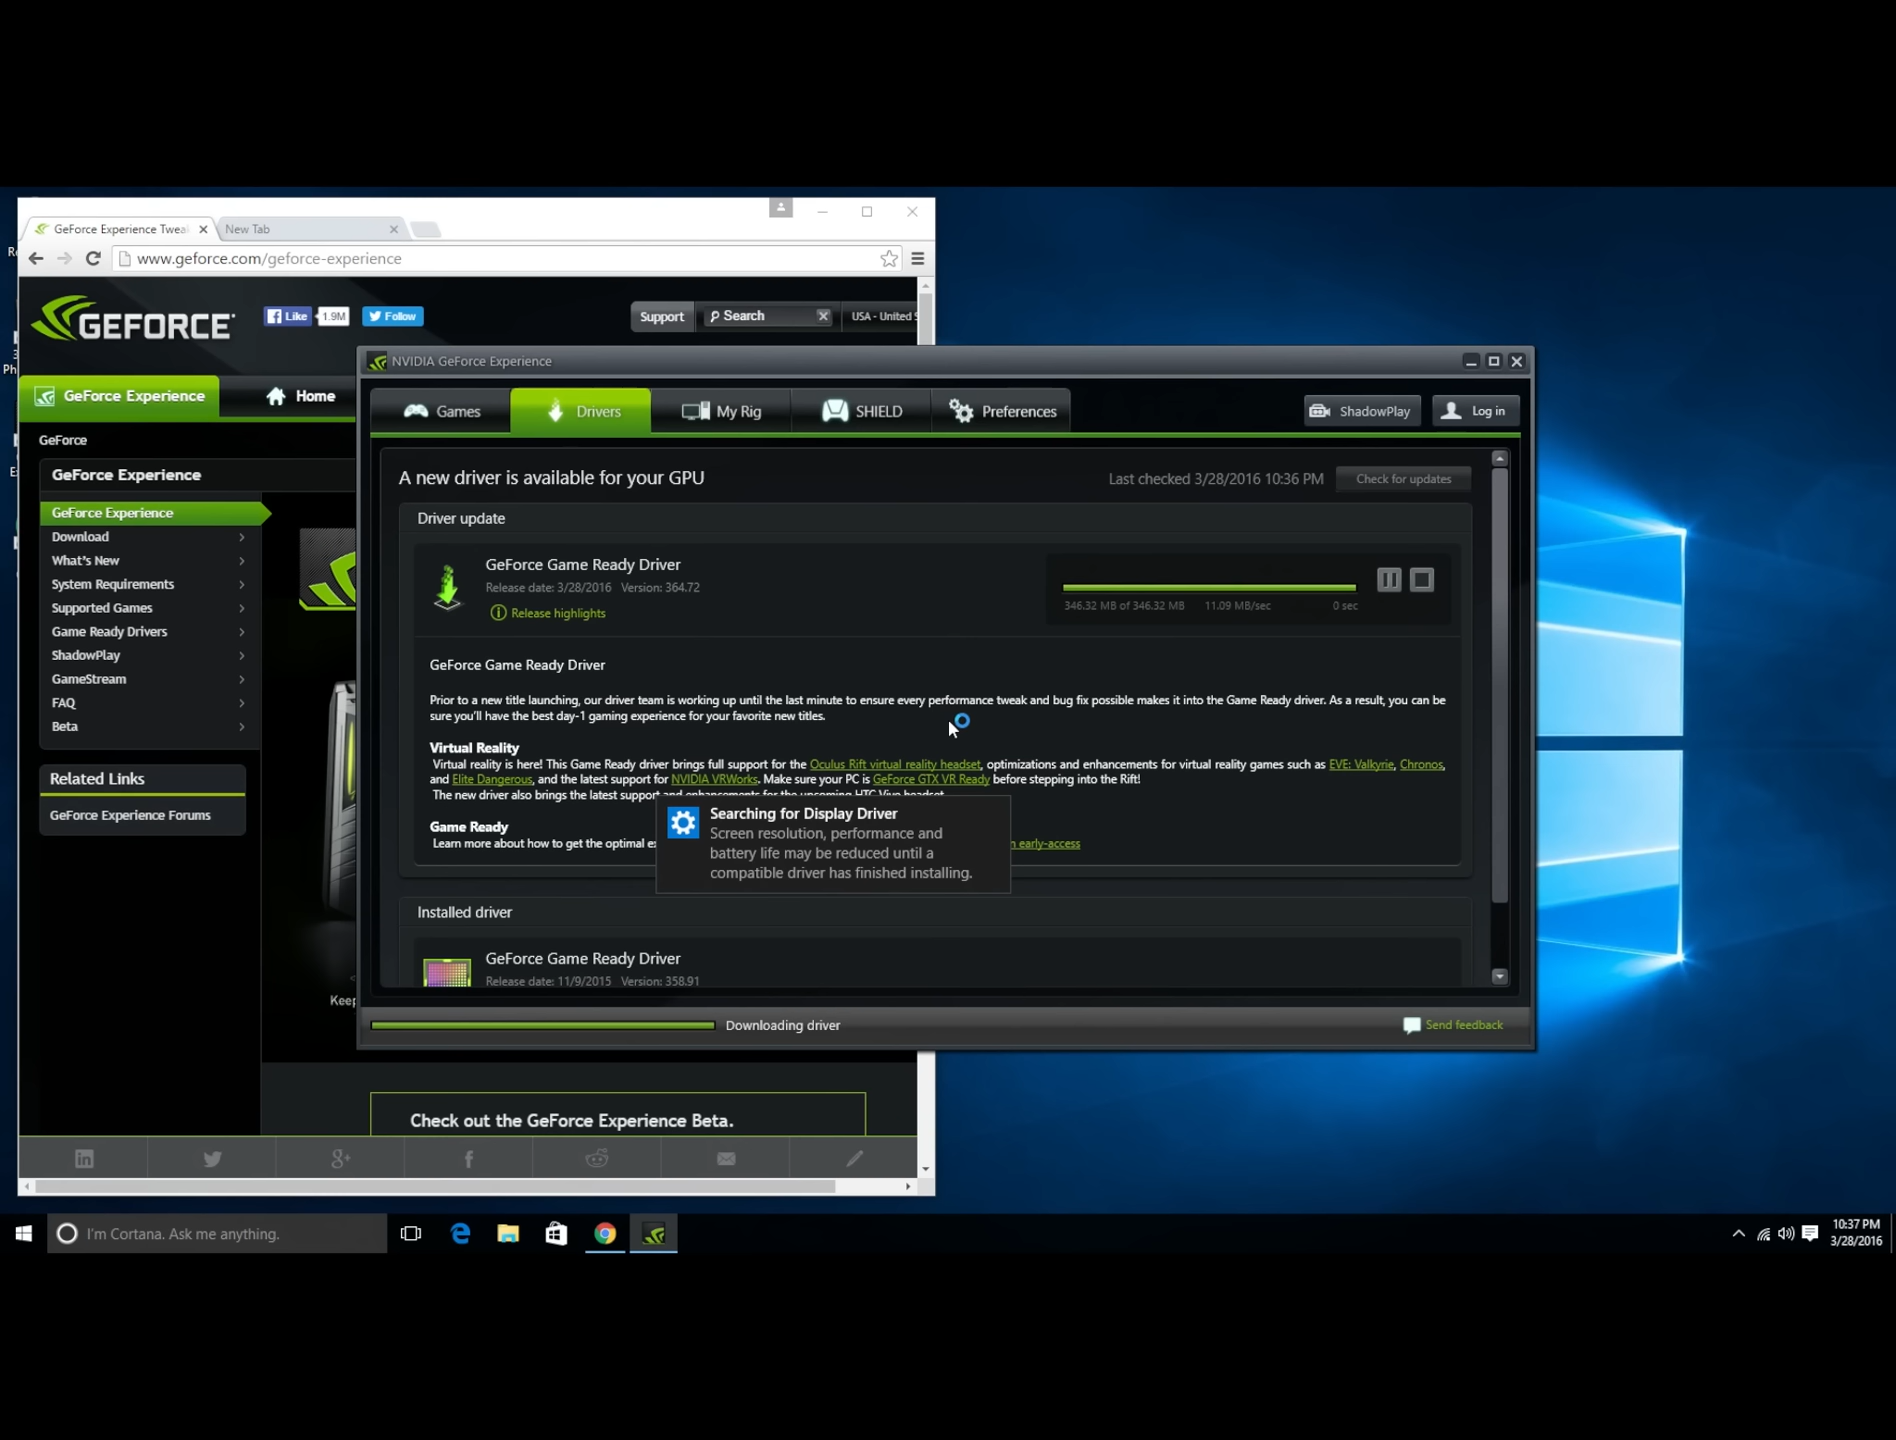 GeForce Experience Twea
New Tab
www.geforce.com/geforce-experience
GEFORCE
Like
1.9M
Follow
Support
Search
USA - United S
GeForce Experience
Home
GeForce
GeForce Experience
GeForce Experience
Download
What's New
System Requirements
Supported Games
Game Ready Drivers
ShadowPlay
GameStream
FAQ
Beta
Related Links
GeForce Experience Forums
Keep
Check out the GeForce Experience Beta.
NVIDIA GeForce Experience
Games
Drivers
My Rig
SHIELD
Preferences
ShadowPlay
Log in
A new driver is available for your GPU
Last checked 3/28/2016 10:36 PM
Check for updates
Driver update
GeForce Game Ready Driver
Release date: 3/28/2016 Version: 364.72
Release highlights
346.32 MB of 346.32 MB 11.09 MB/sec 0 sec
GeForce Game Ready Driver
Prior to a new title launching, our driver team is working up until the last minute to ensure every performance tweak and bug fix possible makes it into the Game Ready driver. As a result, you can be
sure you'll have the best day-1 gaming experience for your favorite new titles.
Virtual Reality
Virtual reality is here! This Game Ready driver brings full support for the Oculus Rift virtual reality headset, optimizations and enhancements for virtual reality games such as EVE: Valkyrie, Chronos,
and Elite Dangerous, and the latest support for NVIDIA VRWorks. Make sure your PC is GeForce GTX VR Ready before stepping into the Rift!
The new driver also brings the latest support and enhancements for the upcoming HTC Vive headset.
Game Ready
Learn more about how to get the optimal ex
n early-access
Searching for Display Driver
Screen resolution, performance and
battery life may be reduced until a
compatible driver has finished installing.
Installed driver
GeForce Game Ready Driver
Release date: 11/9/2015 Version: 358.91
Downloading driver
Send feedback
I'm Cortana. Ask me anything.
10:37 PM
3/28/2016